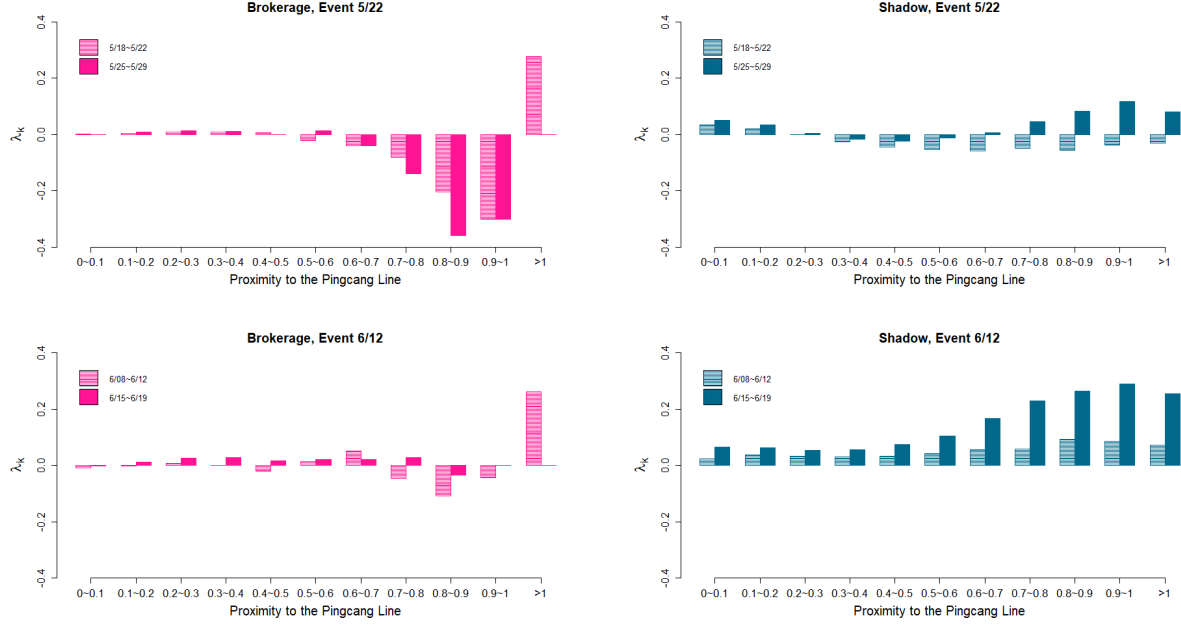 Brokerage, Event 5/22
0.4
0.2
0.0
-0.2
-0.4
λk
5/18~5/22
5/25~5/29
0~0.1 0.1~0.2 0.2~0.3 0.3~0.4 0.4~0.5 0.5~0.6 0.6~0.7 0.7~0.8 0.8~0.9 0.9~1 >1
Proximity to the Pingcang Line
Shadow, Event 5/22
0.4
0.2
0.0
-0.2
-0.4
λk
5/18~5/22
5/25~5/29
0~0.1 0.1~0.2 0.2~0.3 0.3~0.4 0.4~0.5 0.5~0.6 0.6~0.7 0.7~0.8 0.8~0.9 0.9~1 >1
Proximity to the Pingcang Line
Brokerage, Event 6/12
0.4
0.2
0.0
-0.2
-0.4
λk
6/08~6/12
6/15~6/19
0~0.1 0.1~0.2 0.2~0.3 0.3~0.4 0.4~0.5 0.5~0.6 0.6~0.7 0.7~0.8 0.8~0.9 0.9~1 >1
Proximity to the Pingcang Line
Shadow, Event 6/12
0.4
0.2
0.0
-0.2
-0.4
λk
6/08~6/12
6/15~6/19
0~0.1 0.1~0.2 0.2~0.3 0.3~0.4 0.4~0.5 0.5~0.6 0.6~0.7 0.7~0.8 0.8~0.9 0.9~1 >1
Proximity to the Pingcang Line